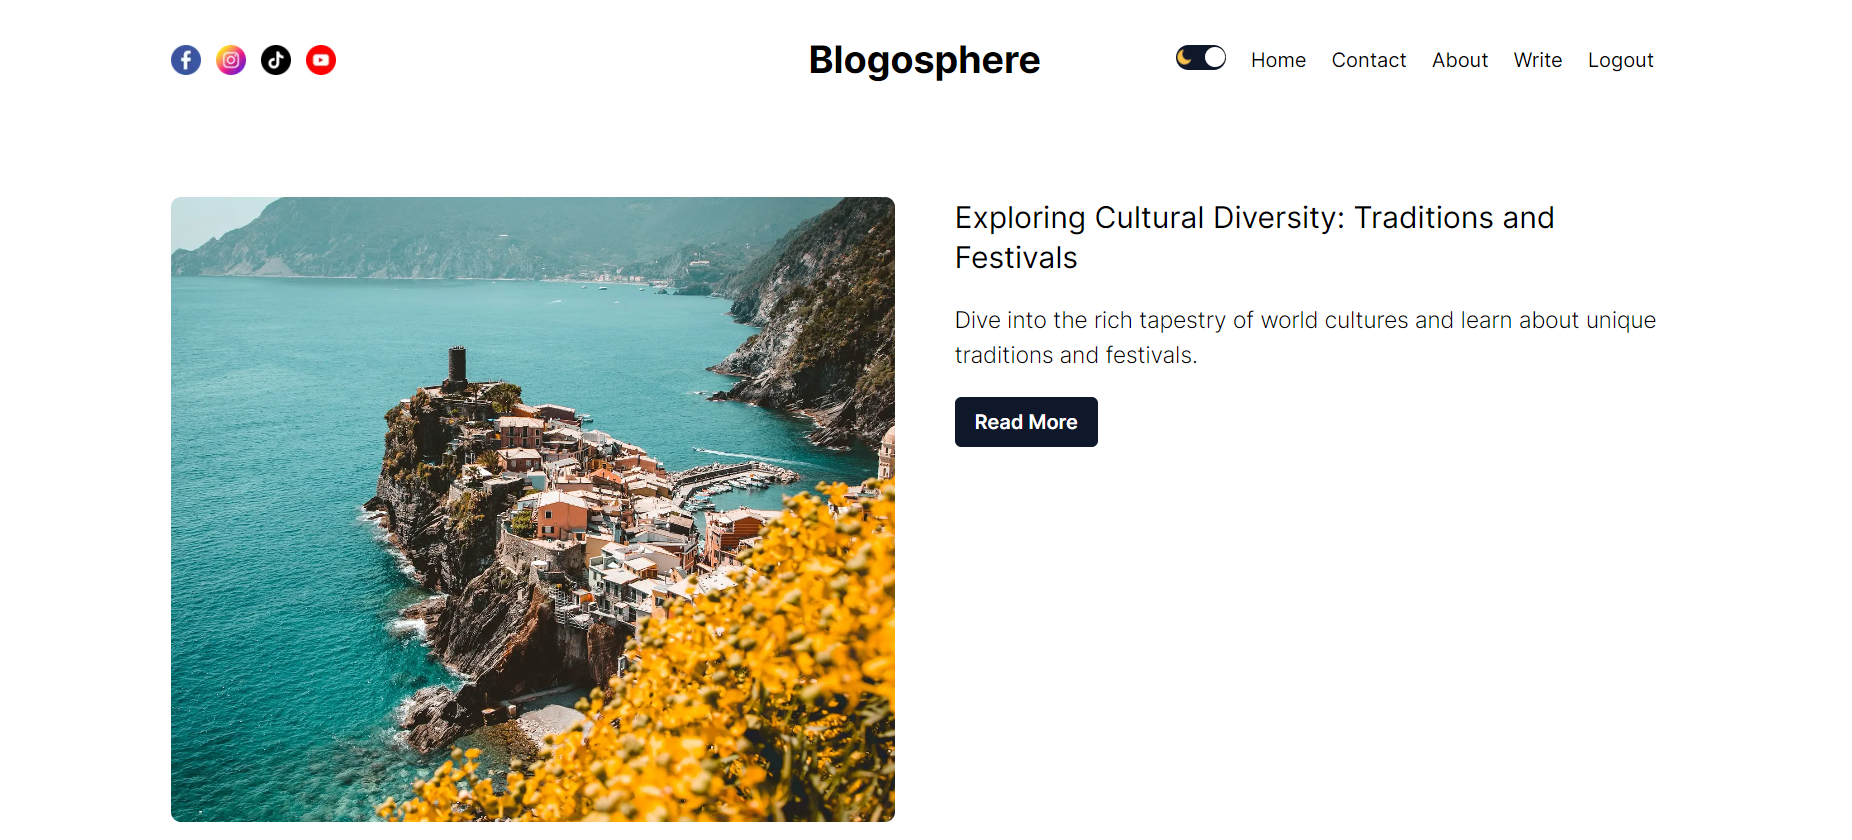 Blogosphere
Home Contact About Write Logout
Exploring Cultural Diversity: Traditions and
Festivals
Dive into the rich tapestry of world cultures and learn about unique
traditions and festivals.
Read More